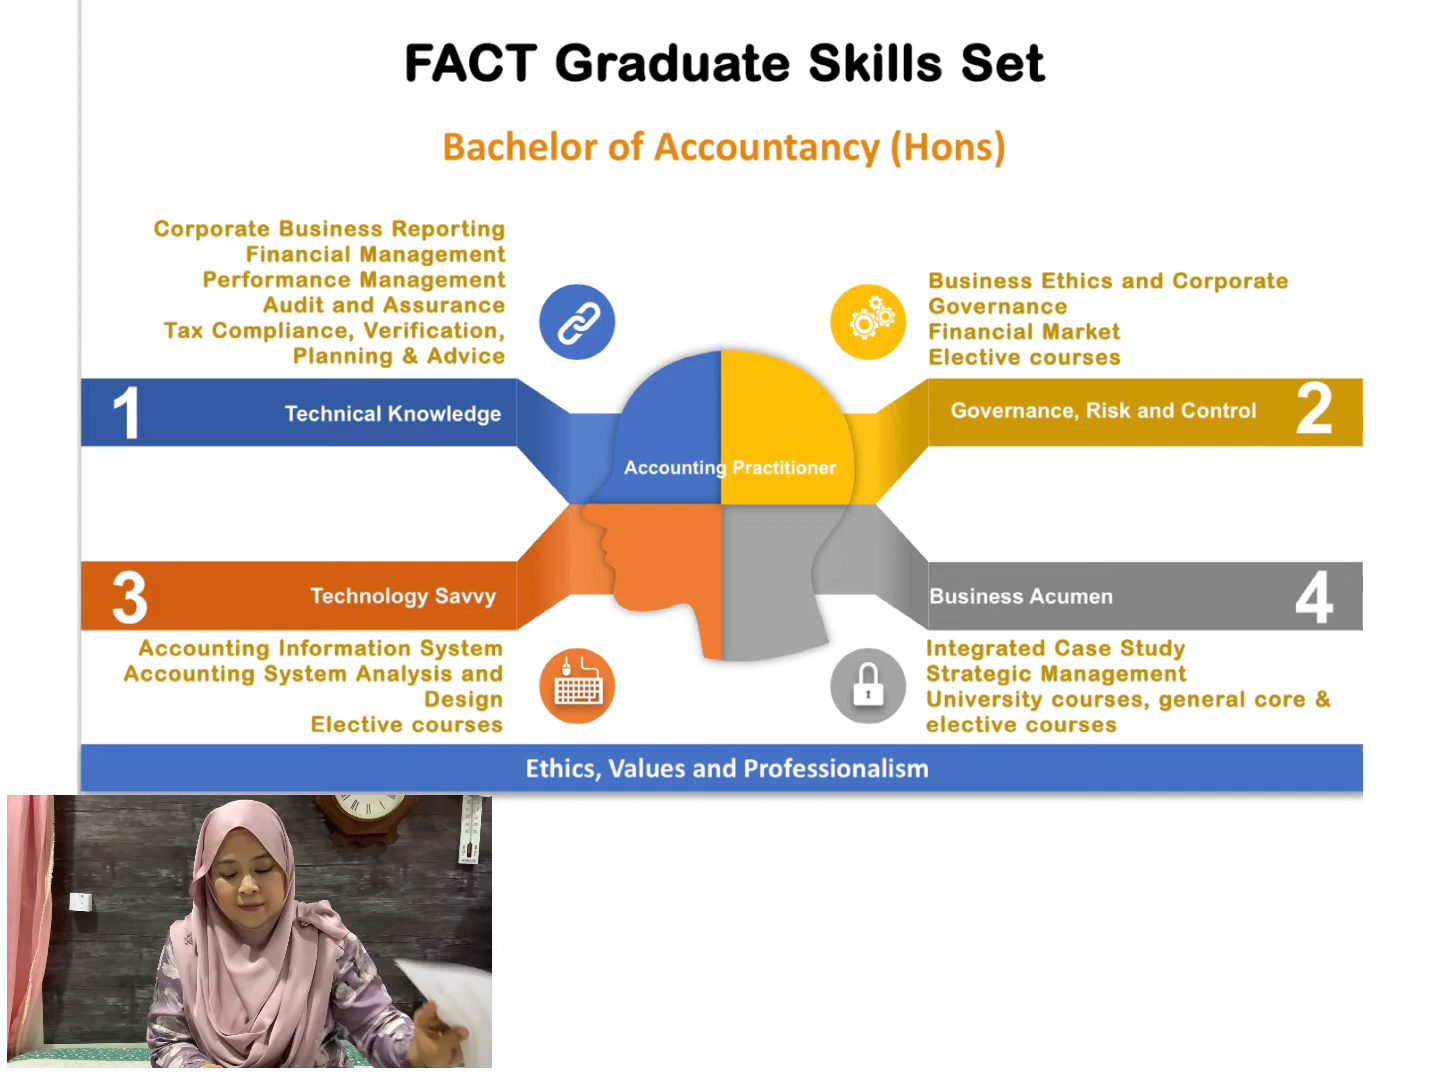 FACT Graduate Skills Set
Bachelor of Accountancy (Hons)
Corporate Business Reporting
Financial Management
Performance Management
Audit and Assurance
Tax Compliance, Verification,
Planning & Advice
1
Technical Knowledge
Business Ethics and Corporate
Governance
Financial Market
Elective courses
Governance, Risk and Control
2
Accounting Practitioner
3
Technology Savvy
Accounting Information System
Accounting System Analysis and
Design
Elective courses
Business Acumen
4
Integrated Case Study
Strategic Management
University courses, general core &
elective courses
Ethics, Values and Professionalism